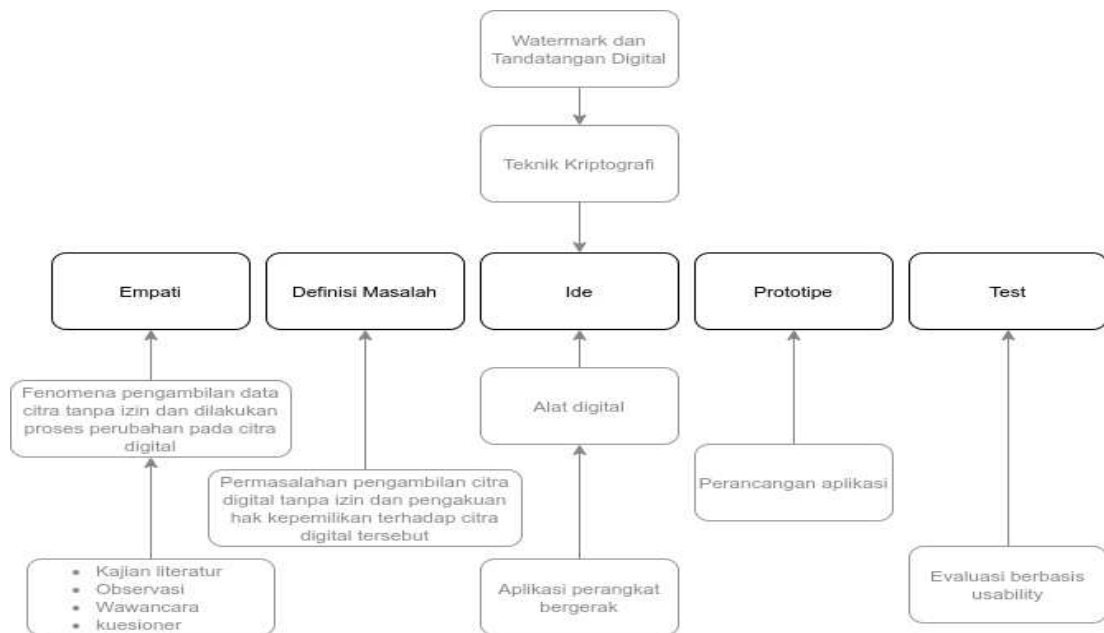 Watermark dan
Tandatangan Digital
Teknik Kriptografi
Empati
Definisi Masalah
Ide
Prototipe
Test
Fenomena pengambilan data
citra tanpa izin dan dilakukan
proses perubahan pada citra
digital
Alat digital
Permasalahan pengambilan citra
digital tanpa izin dan pengakuan
hak kepemilikan terhadap citra
digital tersebut
Perancangan aplikasi
• Kajian literatur
• Observasi
• Wawancara
• kuesioner
Aplikasi perangkat
bergerak
Evaluasi berbasis
usability